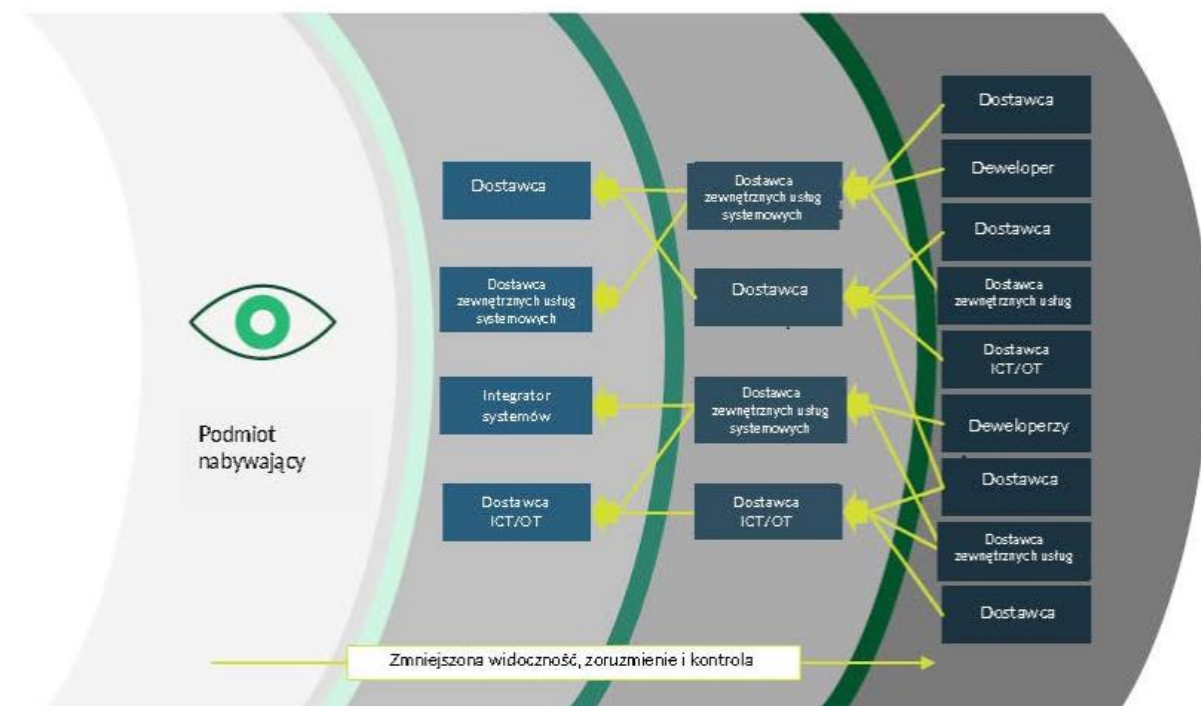 Podmiot
nabywający
Dostawca
Dostawca
zewnętrznych usług
systemowych
Integrator
systemów
Dostawca
ICT/OT
Dostawca
zewnętrznych usług
systemowych
Dostawca
Dostawca
zewnętrznych usług
systemowych
Dostawca
ICT/OT
Dostawca
Deweloper
Dostawca
Dostawca
zewnętrznych usług
Dostawca
ICT/OT
Deweloperzy
Dostawca
Dostawca
zewnętrznych usług
Dostawca
Zmniejszona widoczność, zoruzmienie i kontrola